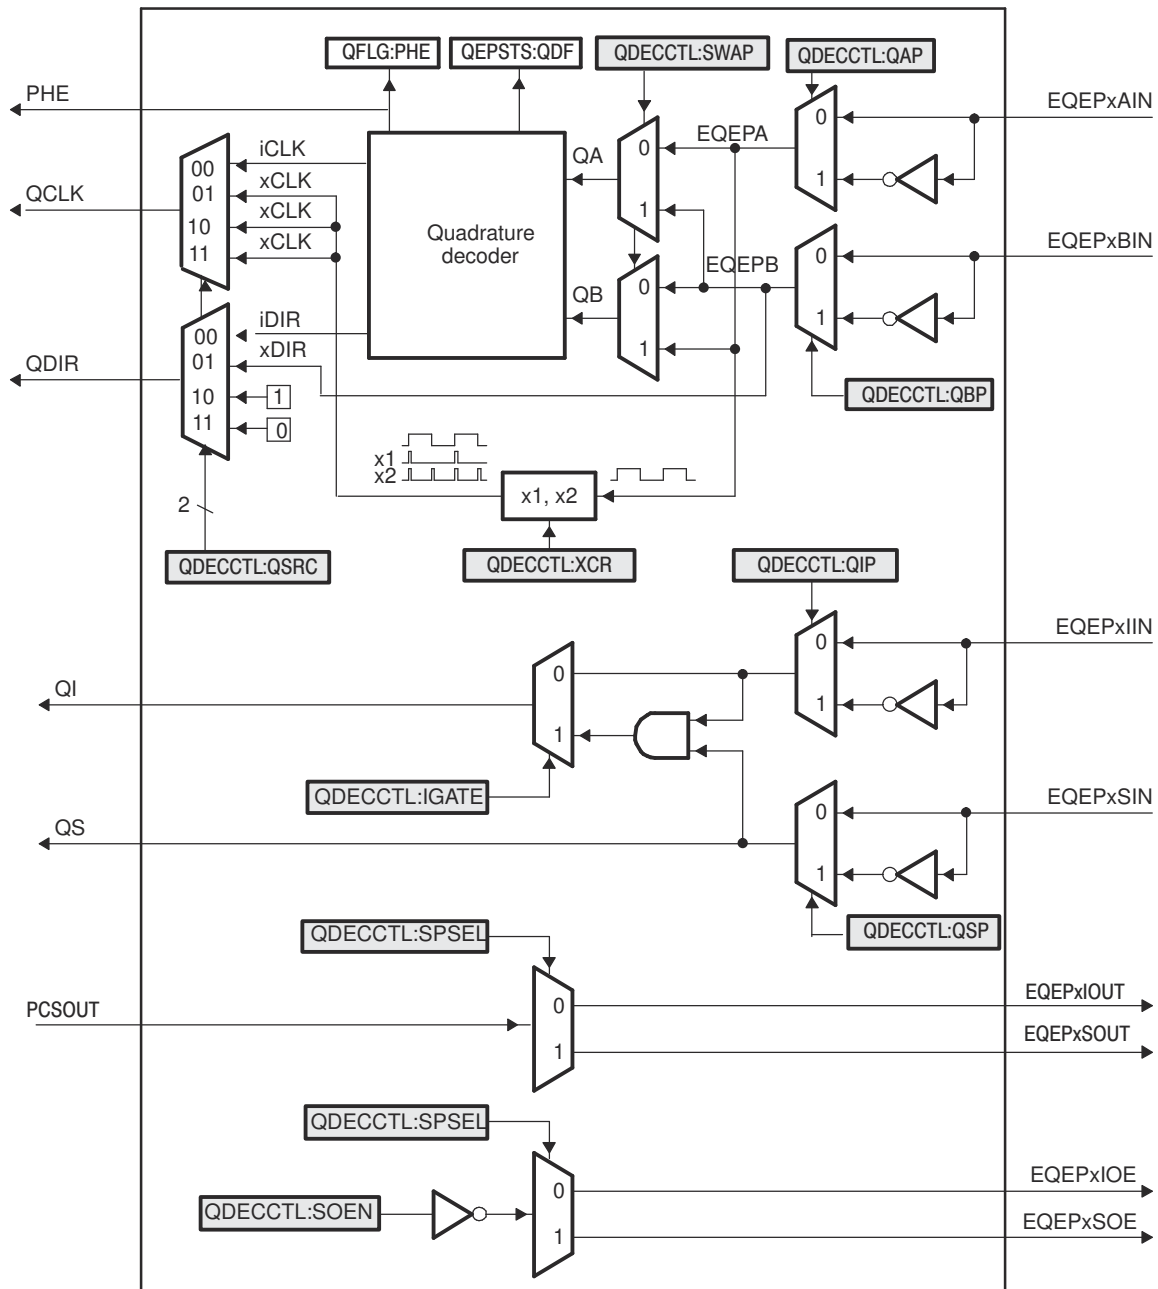 QFLG:PHE
QEPSTS:QDF
QDECCTL:SWAP
QDECCTL:QAP
PHE
EQEPxAIN
0
EQEPA
iCLK
QA
0
00
xCLK
1
01
QCLK
xCLK
1
10
xCLK
11
Quadrature
decoder
EQEPxBIN
0
EQEPB
QB
0
iDIR
1
00
xDIR
1
01
QDIR
10
1
QDECCTL:QBP
11
0
x1
x2
x1, x2
2
QDECCTL:QSRC
QDECCTL:XCR
QDECCTL:QIP
EQEPxIIN
0
0
QI
1
1
QDECCTL:IGATE
EQEPxSIN
0
QS
1
QDECCTL:SPSEL
QDECCTL:QSP
EQEPxIOUT
PCSOUT
0
EQEPxSOUT
1
QDECCTL:SPSEL
EQEPxIOE
0
QDECCTL:SOEN
EQEPxSOE
1